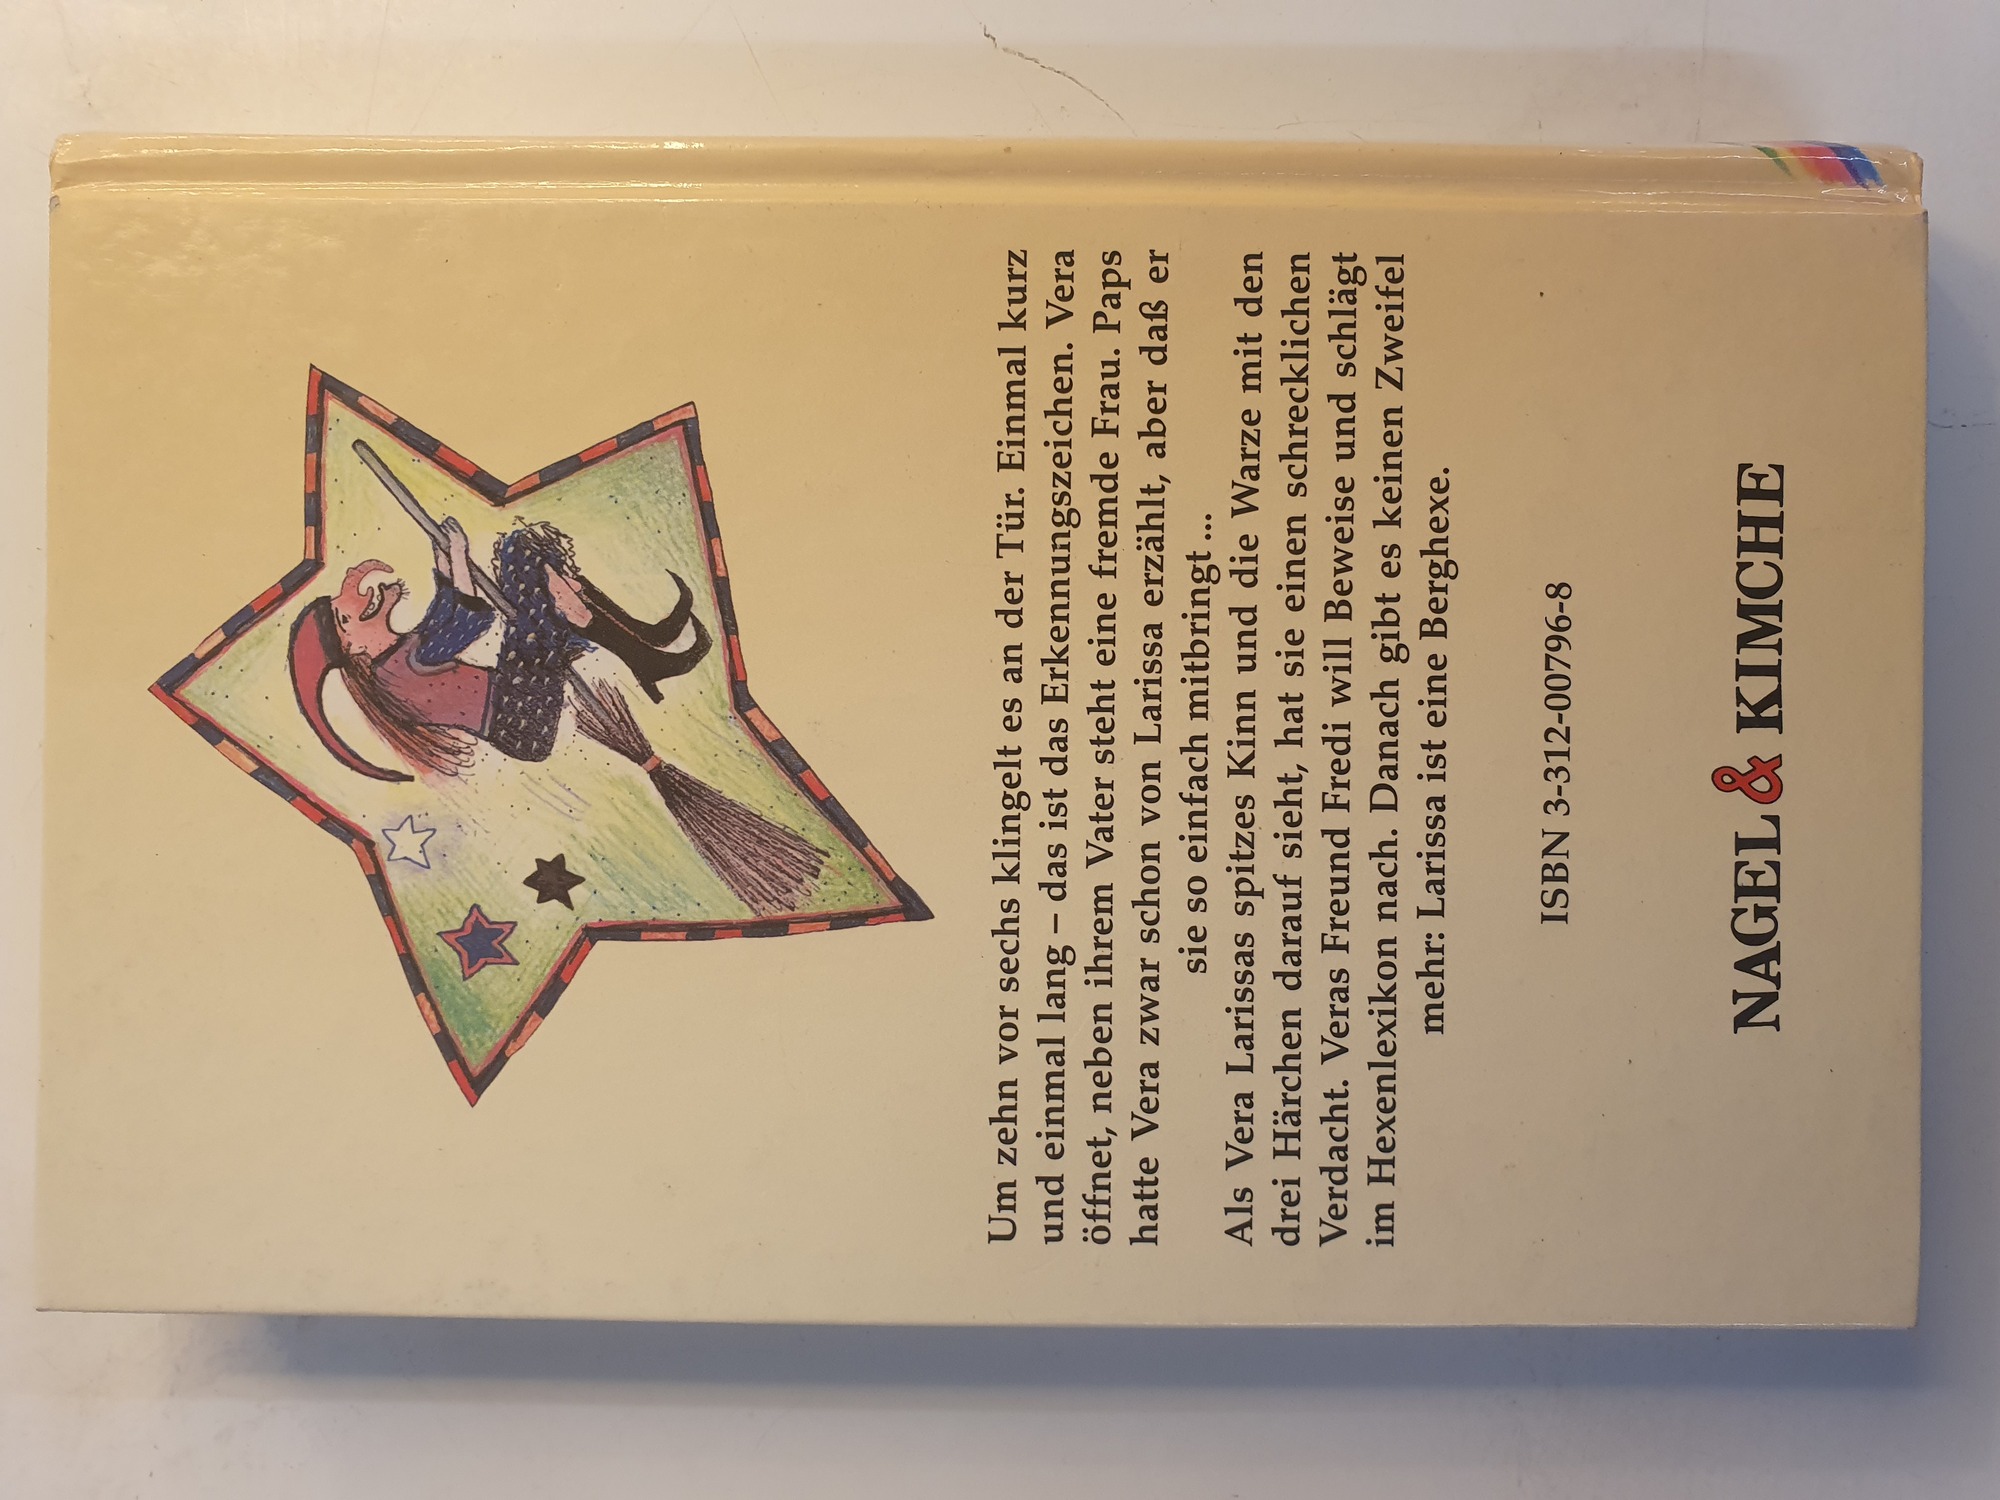 Um zehn vor sechs klingelt es an der Tür. Einmal kurz
und einmal lang – das ist das Erkennungszeichen. Vera
öffnet, neben ihrem Vater steht eine fremde Frau. Paps
hatte Vera zwar schon von Larissa erzählt, aber daß er
sie so einfach mitbringt...
Als Vera Larissas spitzes Kinn und die Warze mit den
drei Härchen darauf sieht, hat sie einen schrecklichen
Verdacht. Veras Freund Fredi will Beweise und schlägt
im Hexenlexikon nach. Danach gibt es keinen Zweifel
mehr: Larissa ist eine Berghexe.
ISBN 3-312-00796-8
NAGEL & KIMCHE